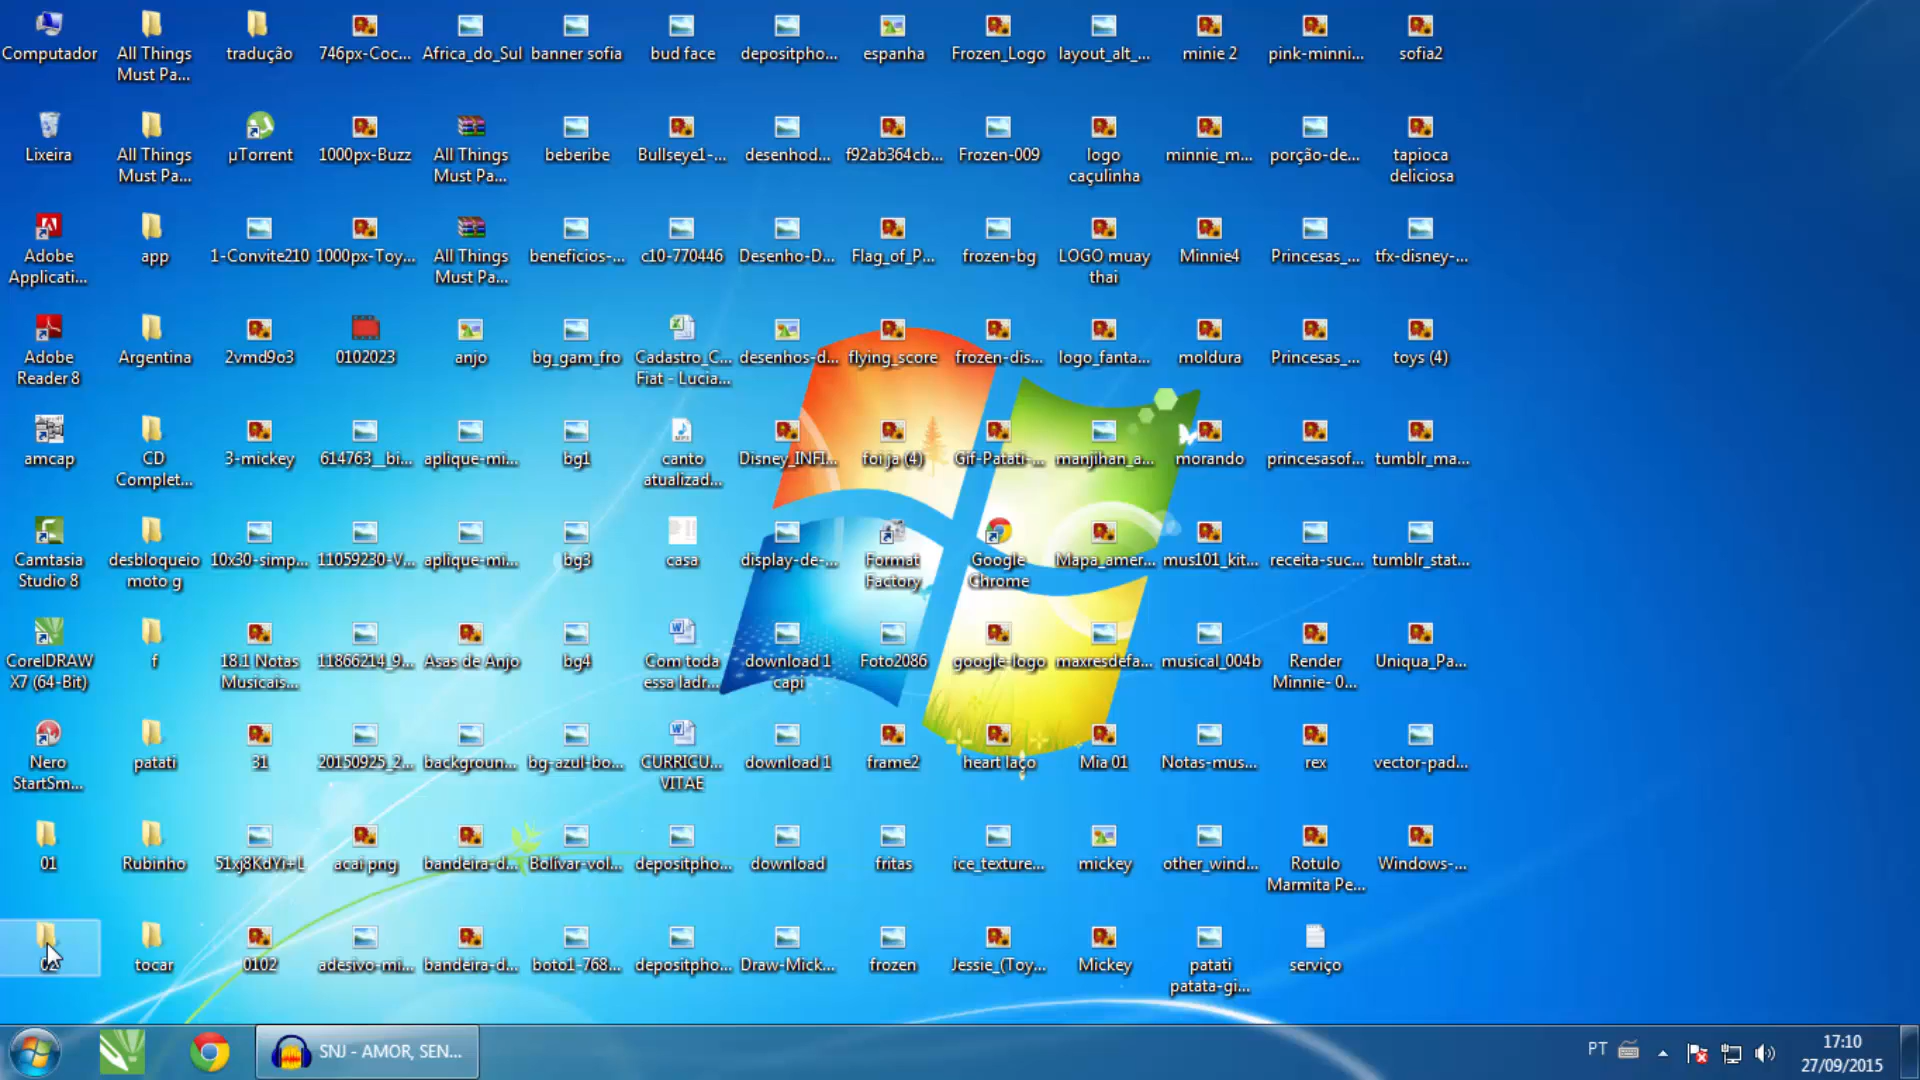 Computador
All Things
Must Pa...
tradução
746px-Coc...
Africa_do_Sul
banner sofia
bud face
depositpho...
espanha
Frozen_Logo
layout_alt_...
minie 2
pink-minni...
sofia2
Lixeira
All Things
Must Pa...
µTorrent
1000px-Buzz
All Things
Must Pa...
beberibe
Bullseye1-...
desenhod...
f92ab364cb...
Frozen-009
logo
caçulinha
minnie_m...
porção-de...
tapioca
deliciosa
Adobe
Applicati...
app
1-Convite210
1000px-Toy...
All Things
Must Pa...
beneficios-...
c10-770446
Desenho-D...
Flag_of_P...
frozen-bg
LOGO muay
thai
Minnie4
Princesas_...
tfx-disney-...
Adobe
Reader 8
Argentina
2vmd9o3
0102023
anjo
bg_gam_fro
Cadastro_C...
Fiat - Lucia...
desenhos-d...
flying_score
frozen-dis...
logo_fanta...
moldura
Princesas_...
toys (4)
amcap
CD
Complet...
3-mickey
614763__bi...
aplique-mi...
bg1
canto
atualizad...
Disney_INFI...
foi ja (4)
Gif-Patati-...
manjihan_a...
morando
princesasof...
tumblr_ma...
Camtasia
Studio 8
desbloqueio
moto g
10x30-simp...
11059230-V...
aplique-mi...
bg3
casa
display-de-...
Format
Factory
Google
Chrome
Mapa_amer...
mus101_kit...
receita-suc...
tumblr_stat...
CorelDRAW
X7 (64-Bit)
f
18.1 Notas
Musicais...
11866214_9...
Asas de Anjo
bg4
Com toda
essa ladr...
download 1
capi
Foto2086
google-logo
maxresdefa...
musical_004b
Render
Minnie- 0...
Uniqua_Pa...
Nero
StartSm...
patati
31
20150925_2...
backgroun...
bg-azul-bo...
CURRICU...
VITAE
download 1
frame2
heart laço
Mia 01
Notas-mus...
rex
vector-pad...
01
Rubinho
51xj8KdYi+L
acai png
bandeira-d...
Bolivar-vol...
depositpho...
download
fritas
ice_texture...
mickey
other_wind...
Rotulo
Marmita Pe...
Windows-...
02
tocar
0102
adesivo-mi...
bandeira-d...
boto1-768...
depositpho...
Draw-Mick...
frozen
Jessie_(Toy...
Mickey
patati
patata-gi...
serviço
SNJ - AMOR, SEN...
PT
17:10
27/09/2015